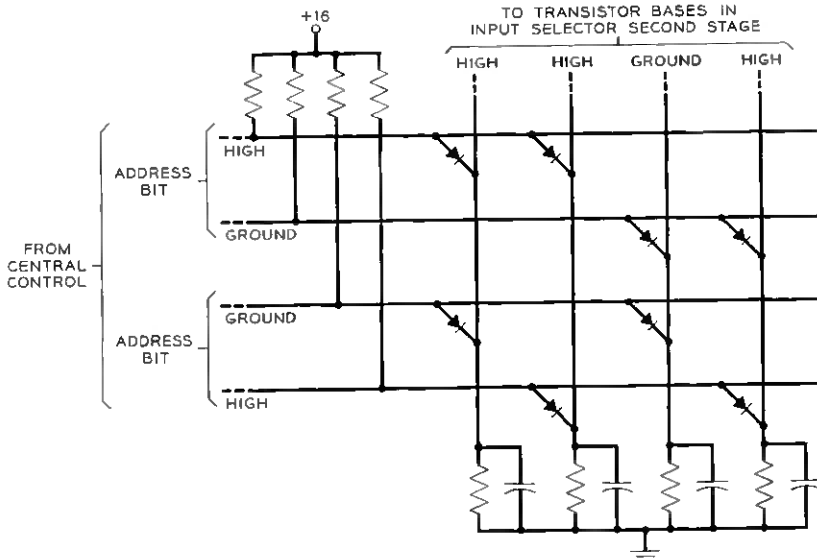 +16
TO TRANSISTOR BASES IN
INPUT SELECTOR SECOND STAGE
HIGH HIGH GROUND HIGH
HIGH
ADDRESS
BIT
GROUND
FROM
CENTRAL
CONTROL
GROUND
ADDRESS
BIT
HIGH